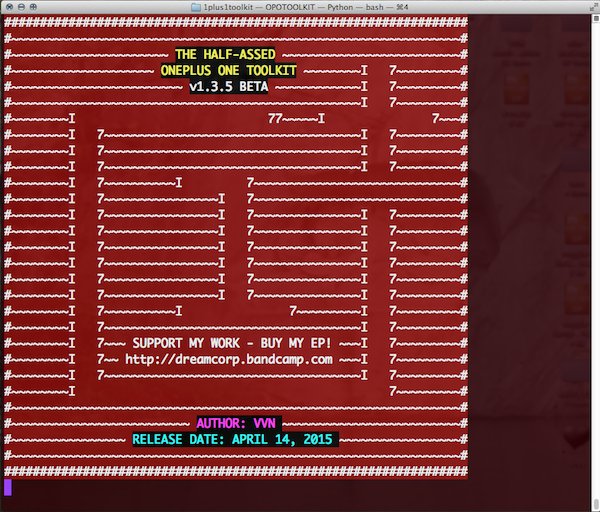 1plus1toolkit — OPOTOOLKIT — Python — bash — ⌘4
THE HALF-ASSED
ONEPLUS ONE TOOLKIT
v1.3.5 BETA
SUPPORT MY WORK - BUY MY EP!
http://dreamcorp.bandcamp.com
AUTHOR: VVN
RELEASE DATE: APRIL 14, 2015